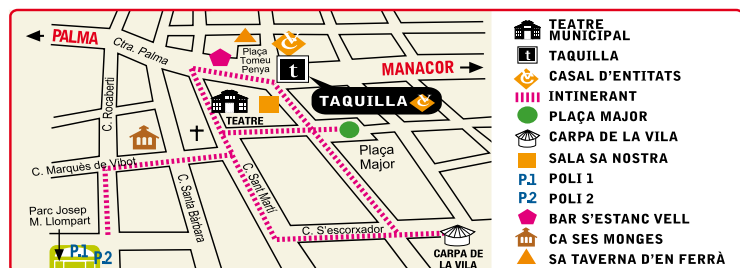 PALMA
Ctra. Palma
Plaça
Tomeu
Penya
t
MANACOR
TAQUILLA
C. Rocaberti
TEATRE
Plaça
Major
C. Marquès de Vibot
C. Santa Bàrbara
C. Sant Martí
Parc Josep
M. Llompart
C. S'escorxador
P.1
P.2
CARPA DE
LA VILA
TEATRE
MUNICIPAL
t TAQUILLA
CASAL D'ENTITATS
INTINERANT
PLAÇA MAJOR
CARPA DE LA VILA
SALA SA NOSTRA
P.1 POLI 1
P.2 POLI 2
BAR S'ESTANC VELL
CA SES MONGES
SA TAVERNA D'EN FERRÀ